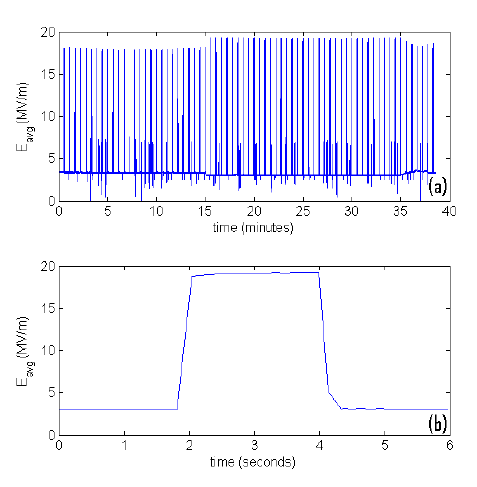 20
15
10
5
0
E_avg (MV/m)
(a)
0 5 10 15 20 25 30 35 40
time (minutes)
20
15
10
5
0
E_avg (MV/m)
(b)
0 1 2 3 4 5 6
time (seconds)